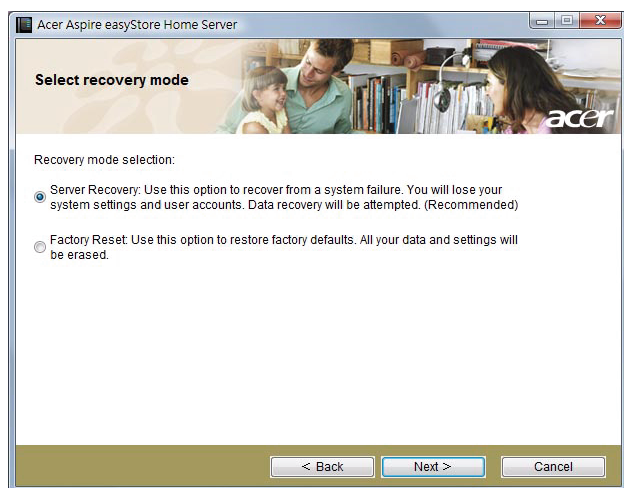 Acer Aspire easyStore Home Server
Select recovery mode
acer
Recovery mode selection:
Server Recovery: Use this option to recover from a system failure. You will lose your
system settings and user accounts. Data recovery will be attempted. (Recommended)
Factory Reset: Use this option to restore factory defaults. All your data and settings will
be erased.
< Back
Next >
Cancel